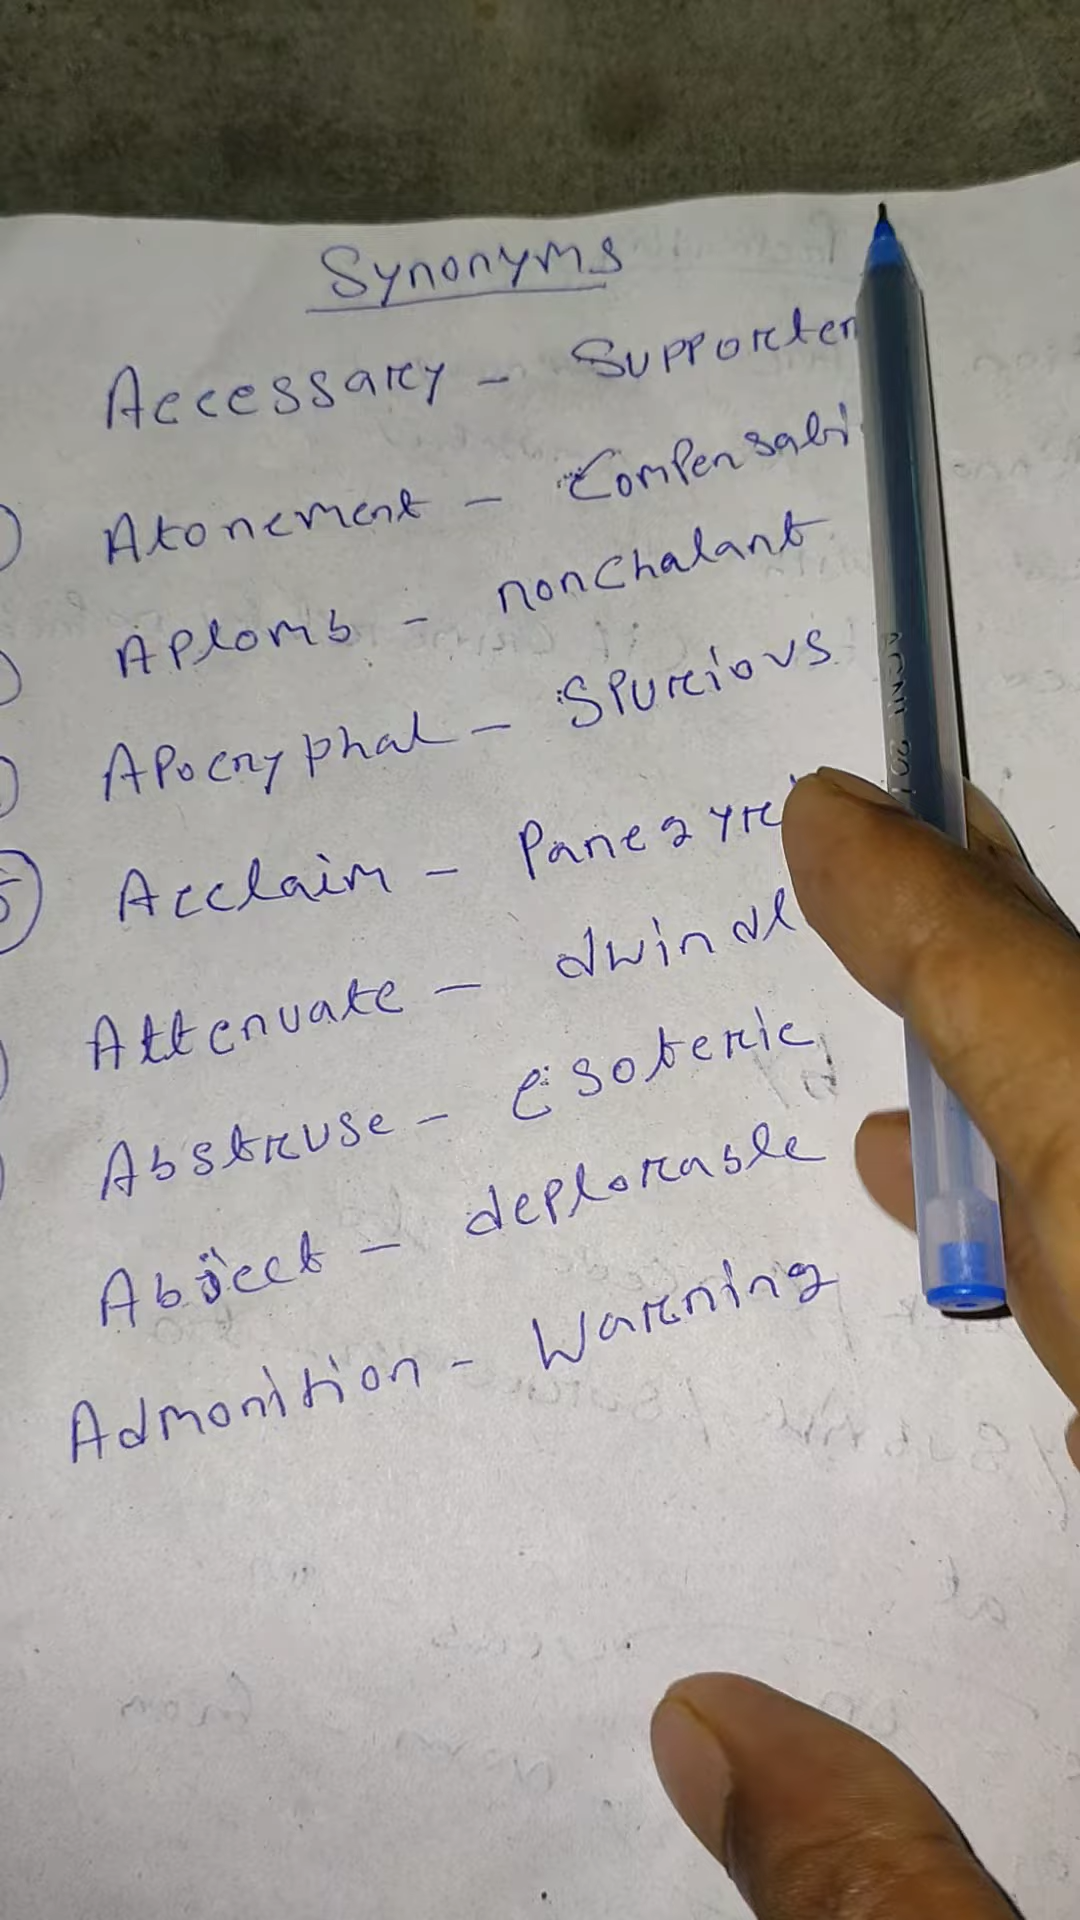 Synonyms
Accessary - Supporter
Atonement - Compensati
Aplomb - nonchalant
Apocryphal - Spurious
5 Acclaim - Panegyr
Attenuate - dwindl
Abstruse - esoteric
Abject - deplorable
Admonition - Warning